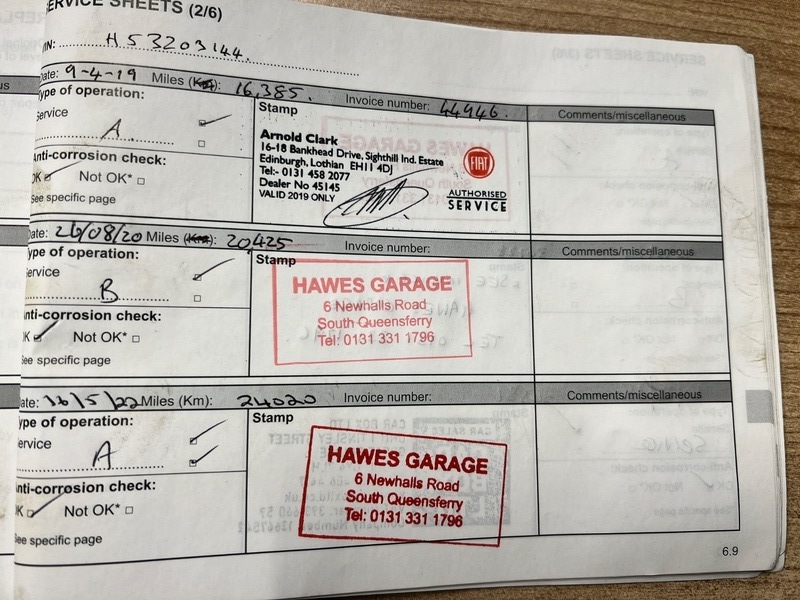 SERVICE SHEETS (2/6)
VIN: H53203144.
Date: 9-4-19 Miles (Km): 16,385.
Invoice number: 44946.
Comments/miscellaneous
Type of operation:
Service
A
Anti-corrosion check:
OK Not OK*
See specific page
Stamp
Arnold Clark
16-18 Bankhead Drive, Sighthill Ind. Estate
Edinburgh, Lothian EH11 4DJ
Tel:- 0131 458 2077
Dealer No 45145
VALID 2019 ONLY
FIAT
AUTHORISED
SERVICE
Date: 26/08/20 Miles (Km): 20425
Invoice number:
Comments/miscellaneous
Type of operation:
Service
B
Anti-corrosion check:
OK Not OK*
See specific page
Stamp
HAWES GARAGE
6 Newhalls Road
South Queensferry
Tel: 0131 331 1796
Date: 16/5/22 Miles (Km): 24020
Invoice number:
Comments/miscellaneous
Type of operation:
Service
A
Anti-corrosion check:
OK Not OK*
See specific page
Stamp
HAWES GARAGE
6 Newhalls Road
South Queensferry
Tel: 0131 331 1796
6.9